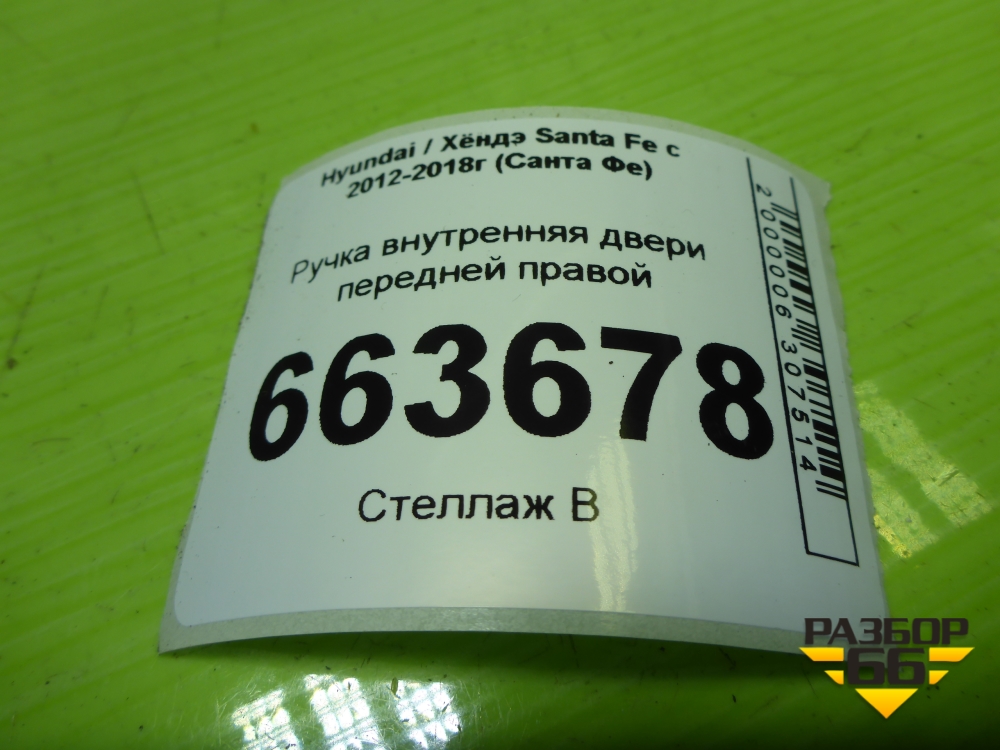 Hyundai / Хёндэ Santa Fe с
2012-2018г (Санта Фе)
Ручка внутренняя двери
передней правой
663678
Стеллаж В
2000006307514
РАЗБОР
66